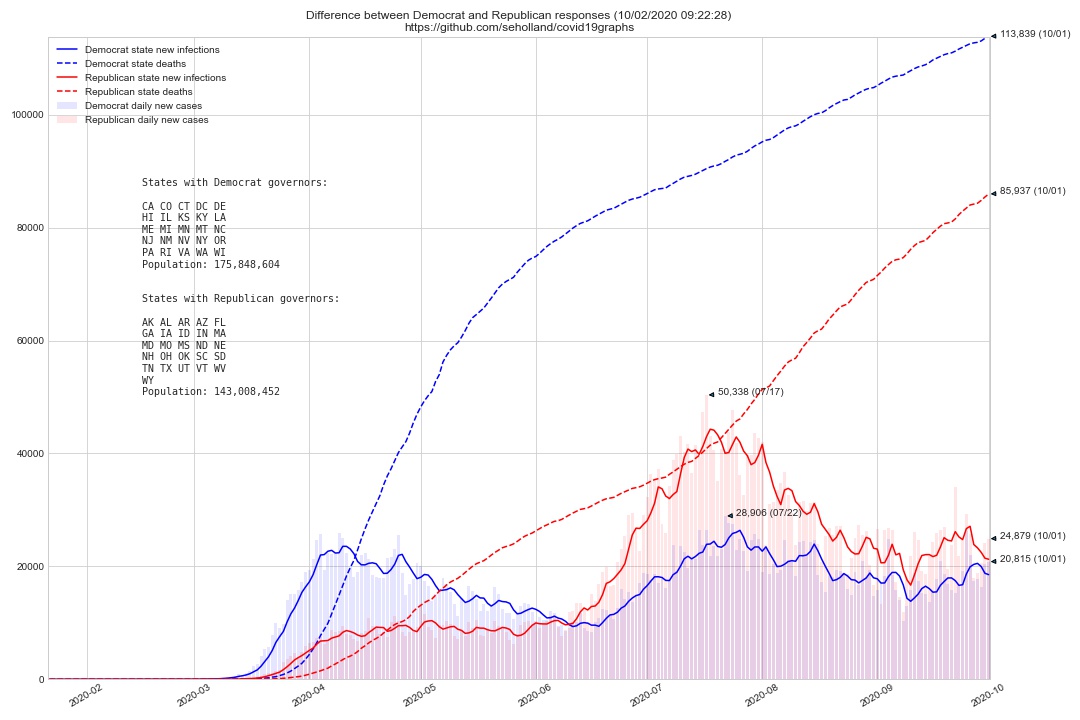 Difference between Democrat and Republican responses (10/02/2020 09:22:28)
https://github.com/seholland/covid19graphs
Democrat state new infections
Democrat state deaths
Republican state new infections
Republican state deaths
Democrat daily new cases
Republican daily new cases
113,839 (10/01)
100000
States with Democrat governors:
CA CO CT DC DE
HI IL KS KY LA
ME MI MN MT NC
NJ NM NV NY OR
PA RI VA WA WI
Population: 175,848,604
85,937 (10/01)
80000
States with Republican governors:
AK AL AR AZ FL
GA IA ID IN MA
MD MO MS ND NE
NH OH OK SC SD
TN TX UT VT WV
WY
Population: 143,008,452
60000
50,338 (07/17)
40000
28,906 (07/22)
24,879 (10/01)
20000
20,815 (10/01)
0
2020-02
2020-03
2020-04
2020-05
2020-06
2020-07
2020-08
2020-09
2020-10